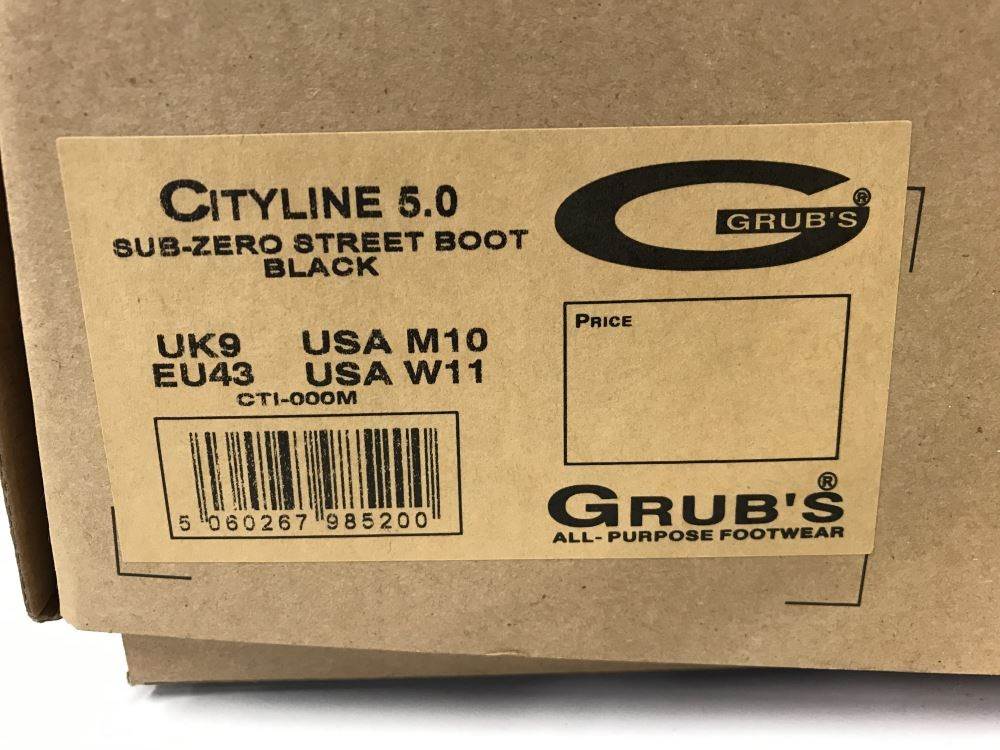 CITYLINE 5.0
SUB-ZERO STREET BOOT
BLACK
UK9 USA M10
EU43 USA W11
CTI-000M
5 060267 985200
GRUB'S®
PRICE
GRUB'S®
ALL-PURPOSE FOOTWEAR